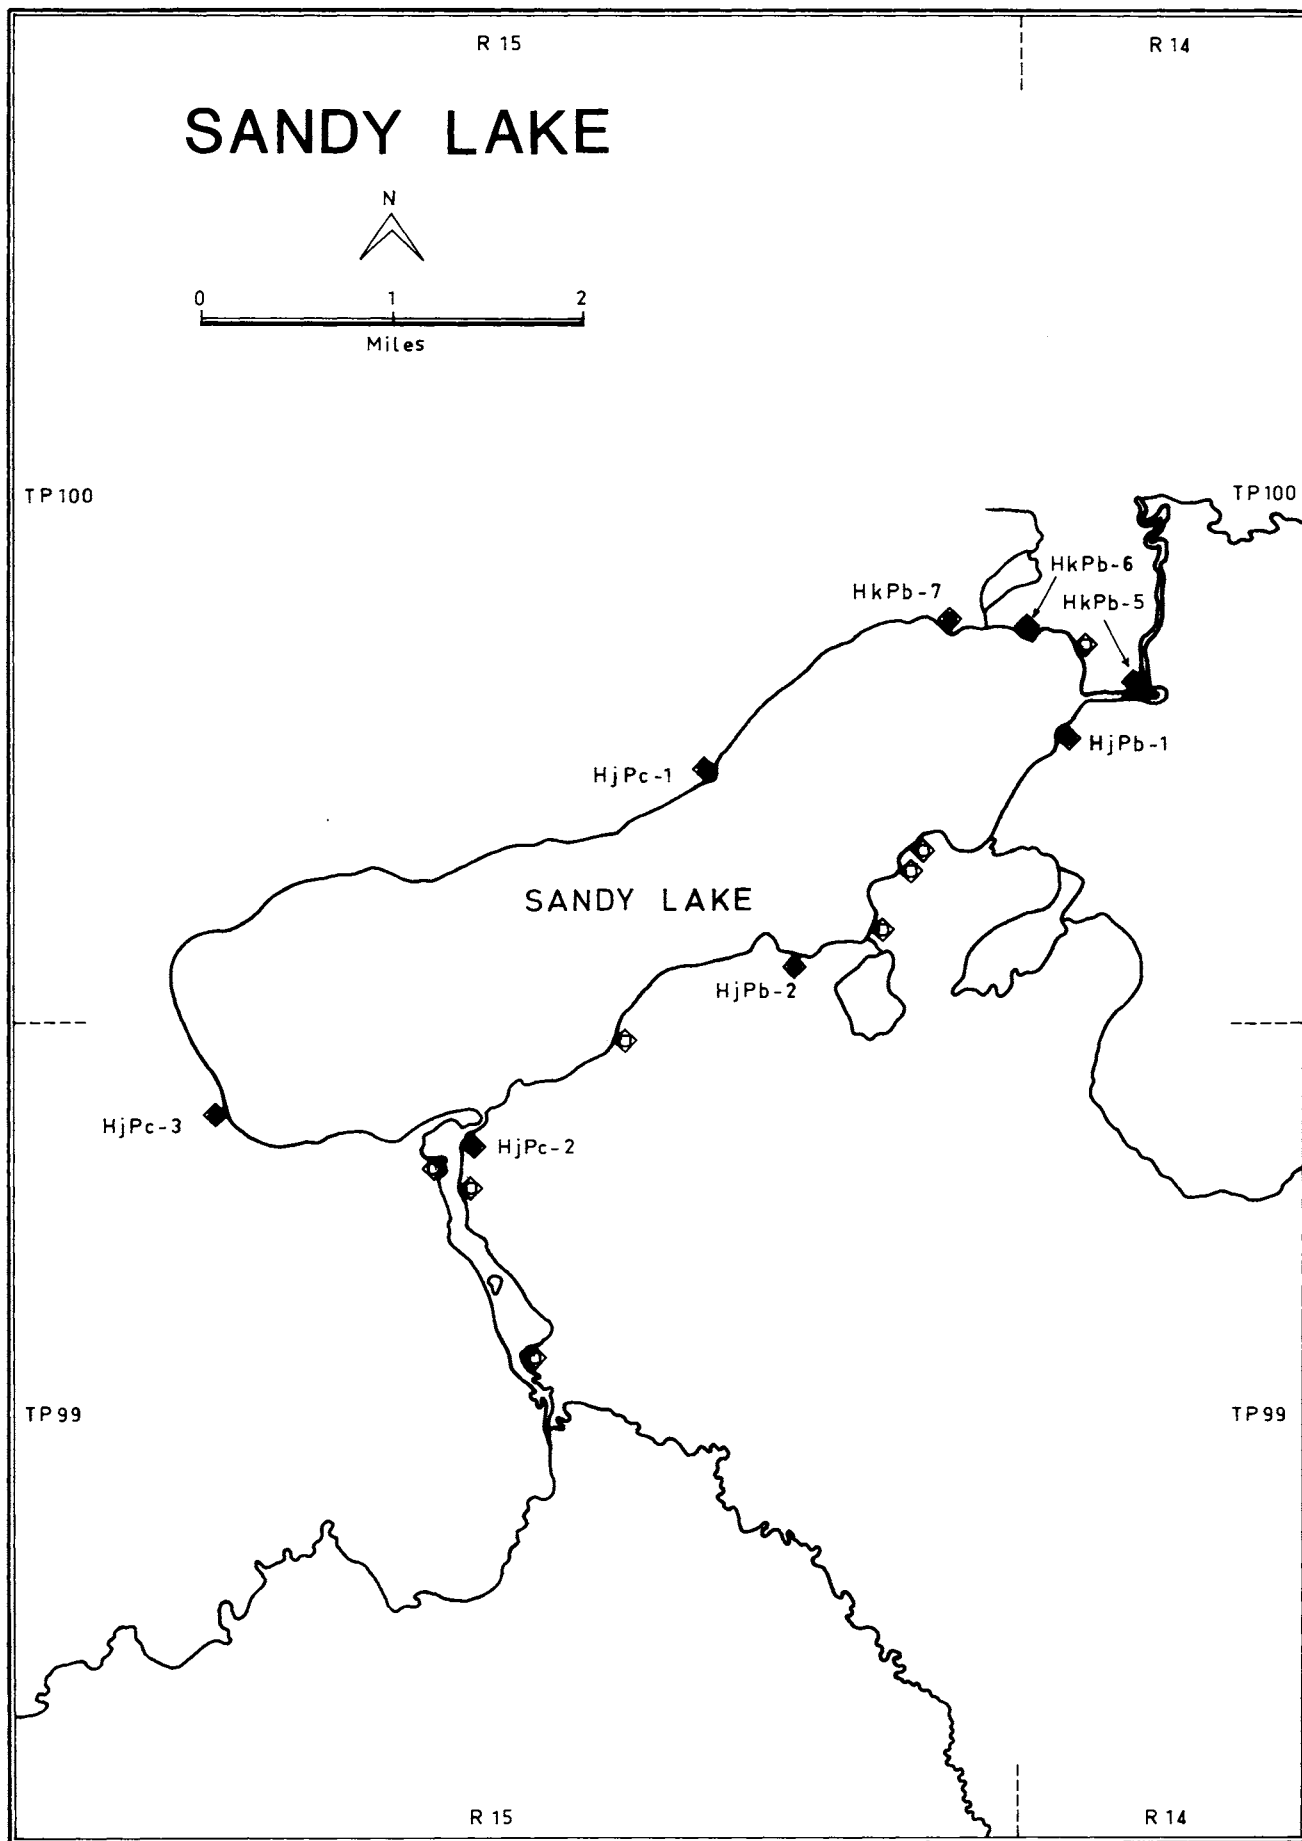 R 15
R 14
SANDY LAKE
N
0 1 2
Miles
TP 100
TP 100
HkPb-6
HkPb-7
HkPb-5
HjPb-1
HjPc-1
SANDY LAKE
HjPb-2
HjPc-3
HjPc-2
TP 99
TP 99
R 15
R 14